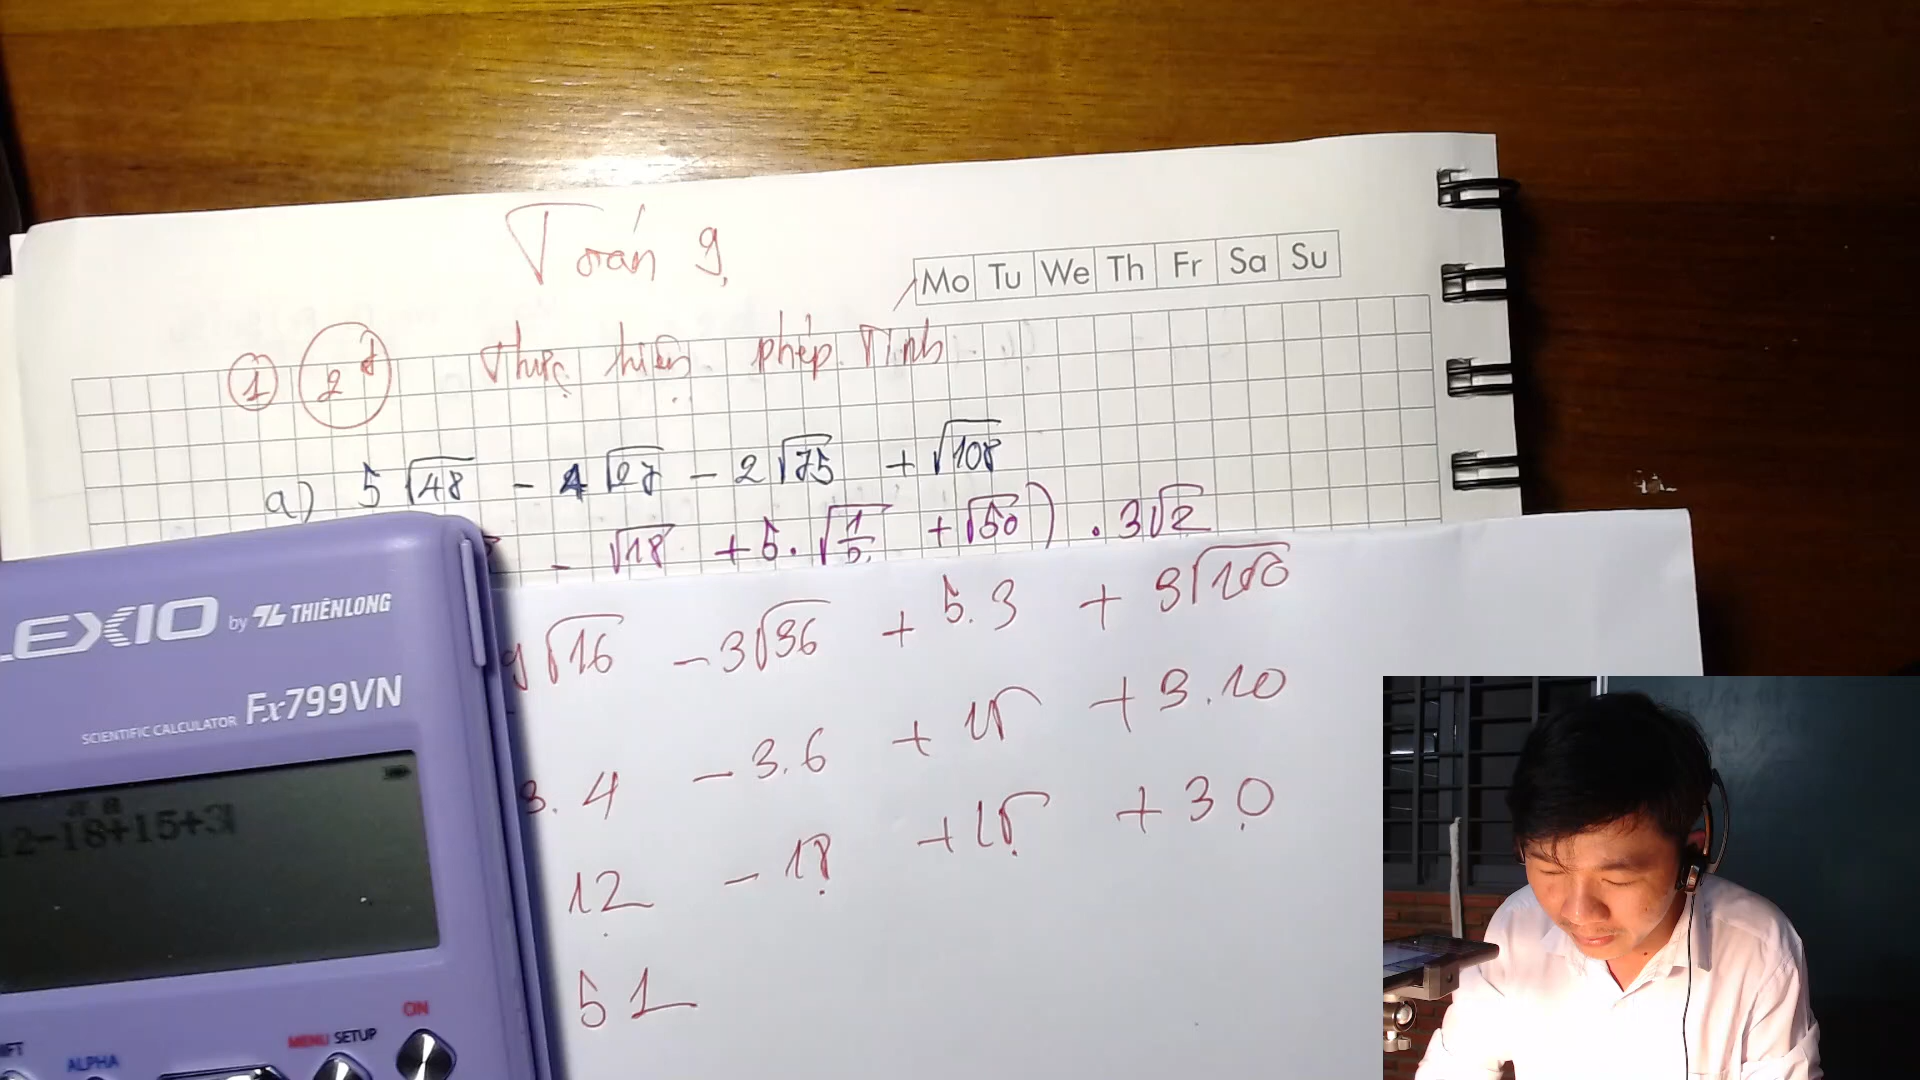 Toán 9
Mo Tu We Th Fr Sa Su
① 2đ Thực hiện phép tính
a) 5√48 - 4√27 - 2√75 + √108
- √18 + 5.√(1/5) + √50) . 3√2
√16 - 3√36 + 5.3 + 3√100
3.4 - 3.6 + 15 + 3.10
12 - 18 + 15 + 30
51
LEXIO by THIÊN LONG
SCIENTIFIC CALCULATOR Fx799VN
12-18+15+3
ON
MENU SETUP
ALPHA